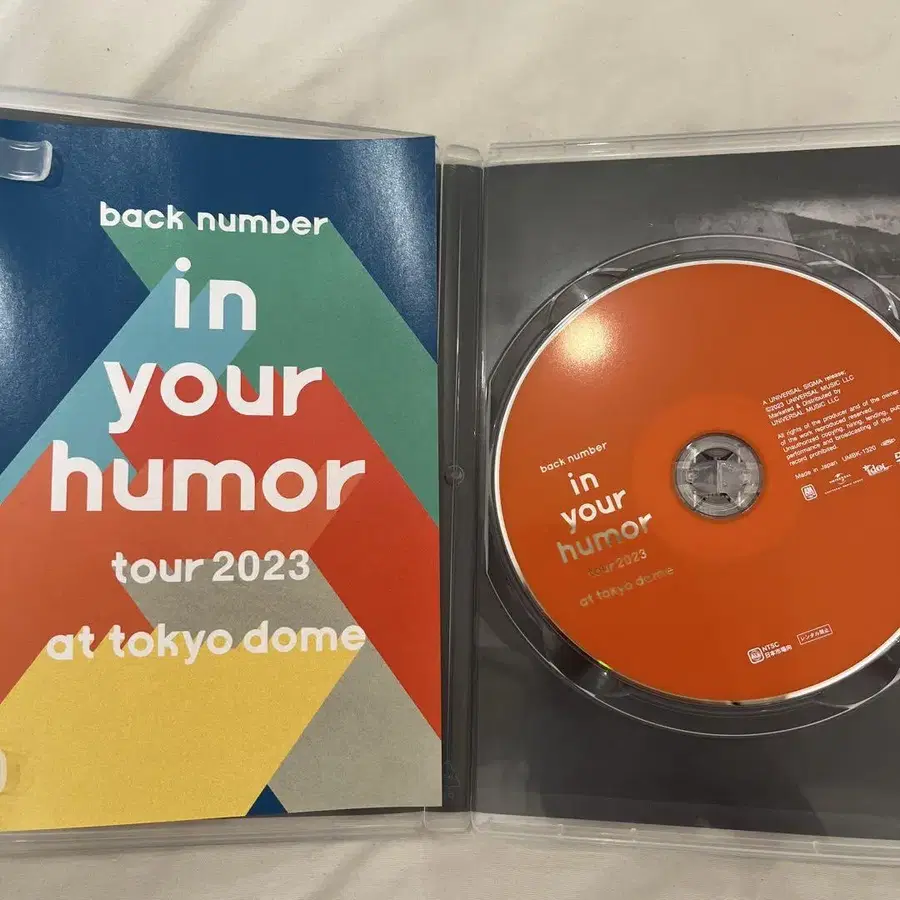 back number
in
your
humor
tour 2023
at tokyo dome
A UNIVERSAL SIGMA release;
©2023 UNIVERSAL MUSIC LLC
Marketed & Distributed by
UNIVERSAL MUSIC LLC
All rights of the producer and of the owner
of the work reproduced reserved.
Unauthorized copying, hiring, lending, pub
performance and broadcasting of this
record prohibited.
Made in Japan UMBK-1320
back number
in
your
humor
tour 2023
at tokyo dome
NTSC
日本市場向
レンタル禁止